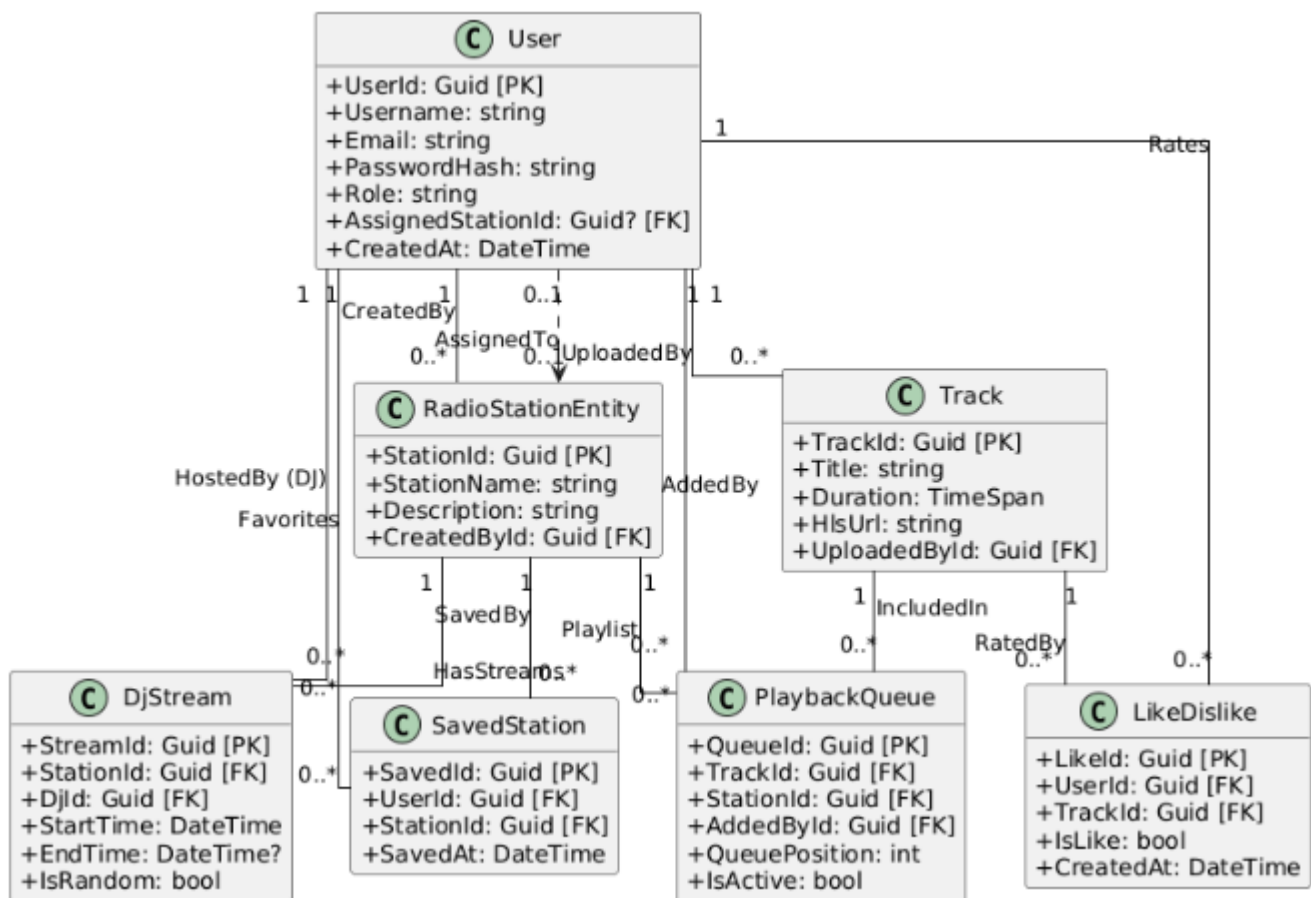 C User
+UserId: Guid [PK]
+Username: string
+Email: string
+PasswordHash: string
+Role: string
+AssignedStationId: Guid? [FK]
+CreatedAt: DateTime
1
Rates
1 1 1 0..1 1 1
CreatedBy
AssignedTo
0..* 0..1 UploadedBy 0..*
C RadioStationEntity
+StationId: Guid [PK]
+StationName: string
+Description: string
+CreatedById: Guid [FK]
C Track
+TrackId: Guid [PK]
+Title: string
+Duration: TimeSpan
+HlsUrl: string
+UploadedById: Guid [FK]
HostedBy (DJ)
AddedBy
Favorites
1 1 1 1 1
SavedBy
IncludedIn
Playlist
RatedBy
0..* 0..*
0..* 0..* 0..*
HasStreams
0..*
0..* 0..*
0..*
C DjStream
+StreamId: Guid [PK]
+StationId: Guid [FK]
+DjId: Guid [FK]
+StartTime: DateTime
+EndTime: DateTime?
+IsRandom: bool
C SavedStation
+SavedId: Guid [PK]
+UserId: Guid [FK]
+StationId: Guid [FK]
+SavedAt: DateTime
C PlaybackQueue
+QueueId: Guid [PK]
+TrackId: Guid [FK]
+StationId: Guid [FK]
+AddedById: Guid [FK]
+QueuePosition: int
+IsActive: bool
C LikeDislike
+LikeId: Guid [PK]
+UserId: Guid [FK]
+TrackId: Guid [FK]
+IsLike: bool
+CreatedAt: DateTime